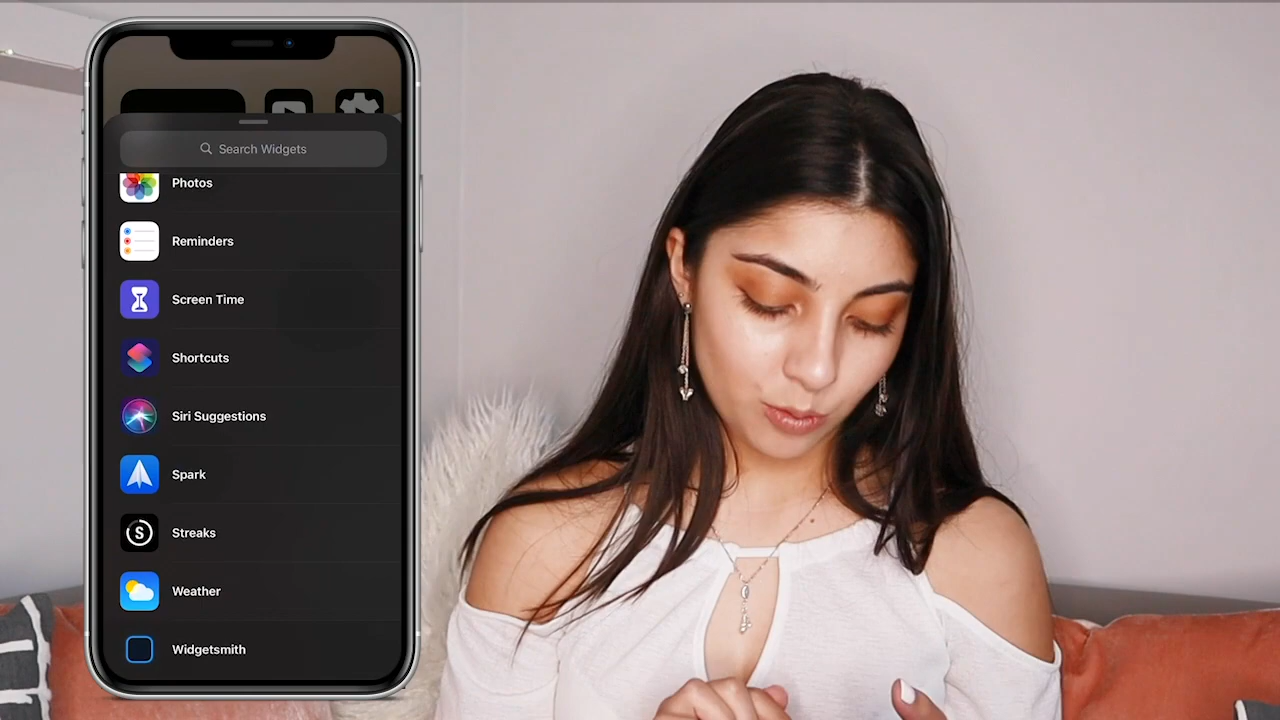 Search Widgets
Photos
Reminders
Screen Time
Shortcuts
Siri Suggestions
Spark
S
Streaks
Weather
Widgetsmith